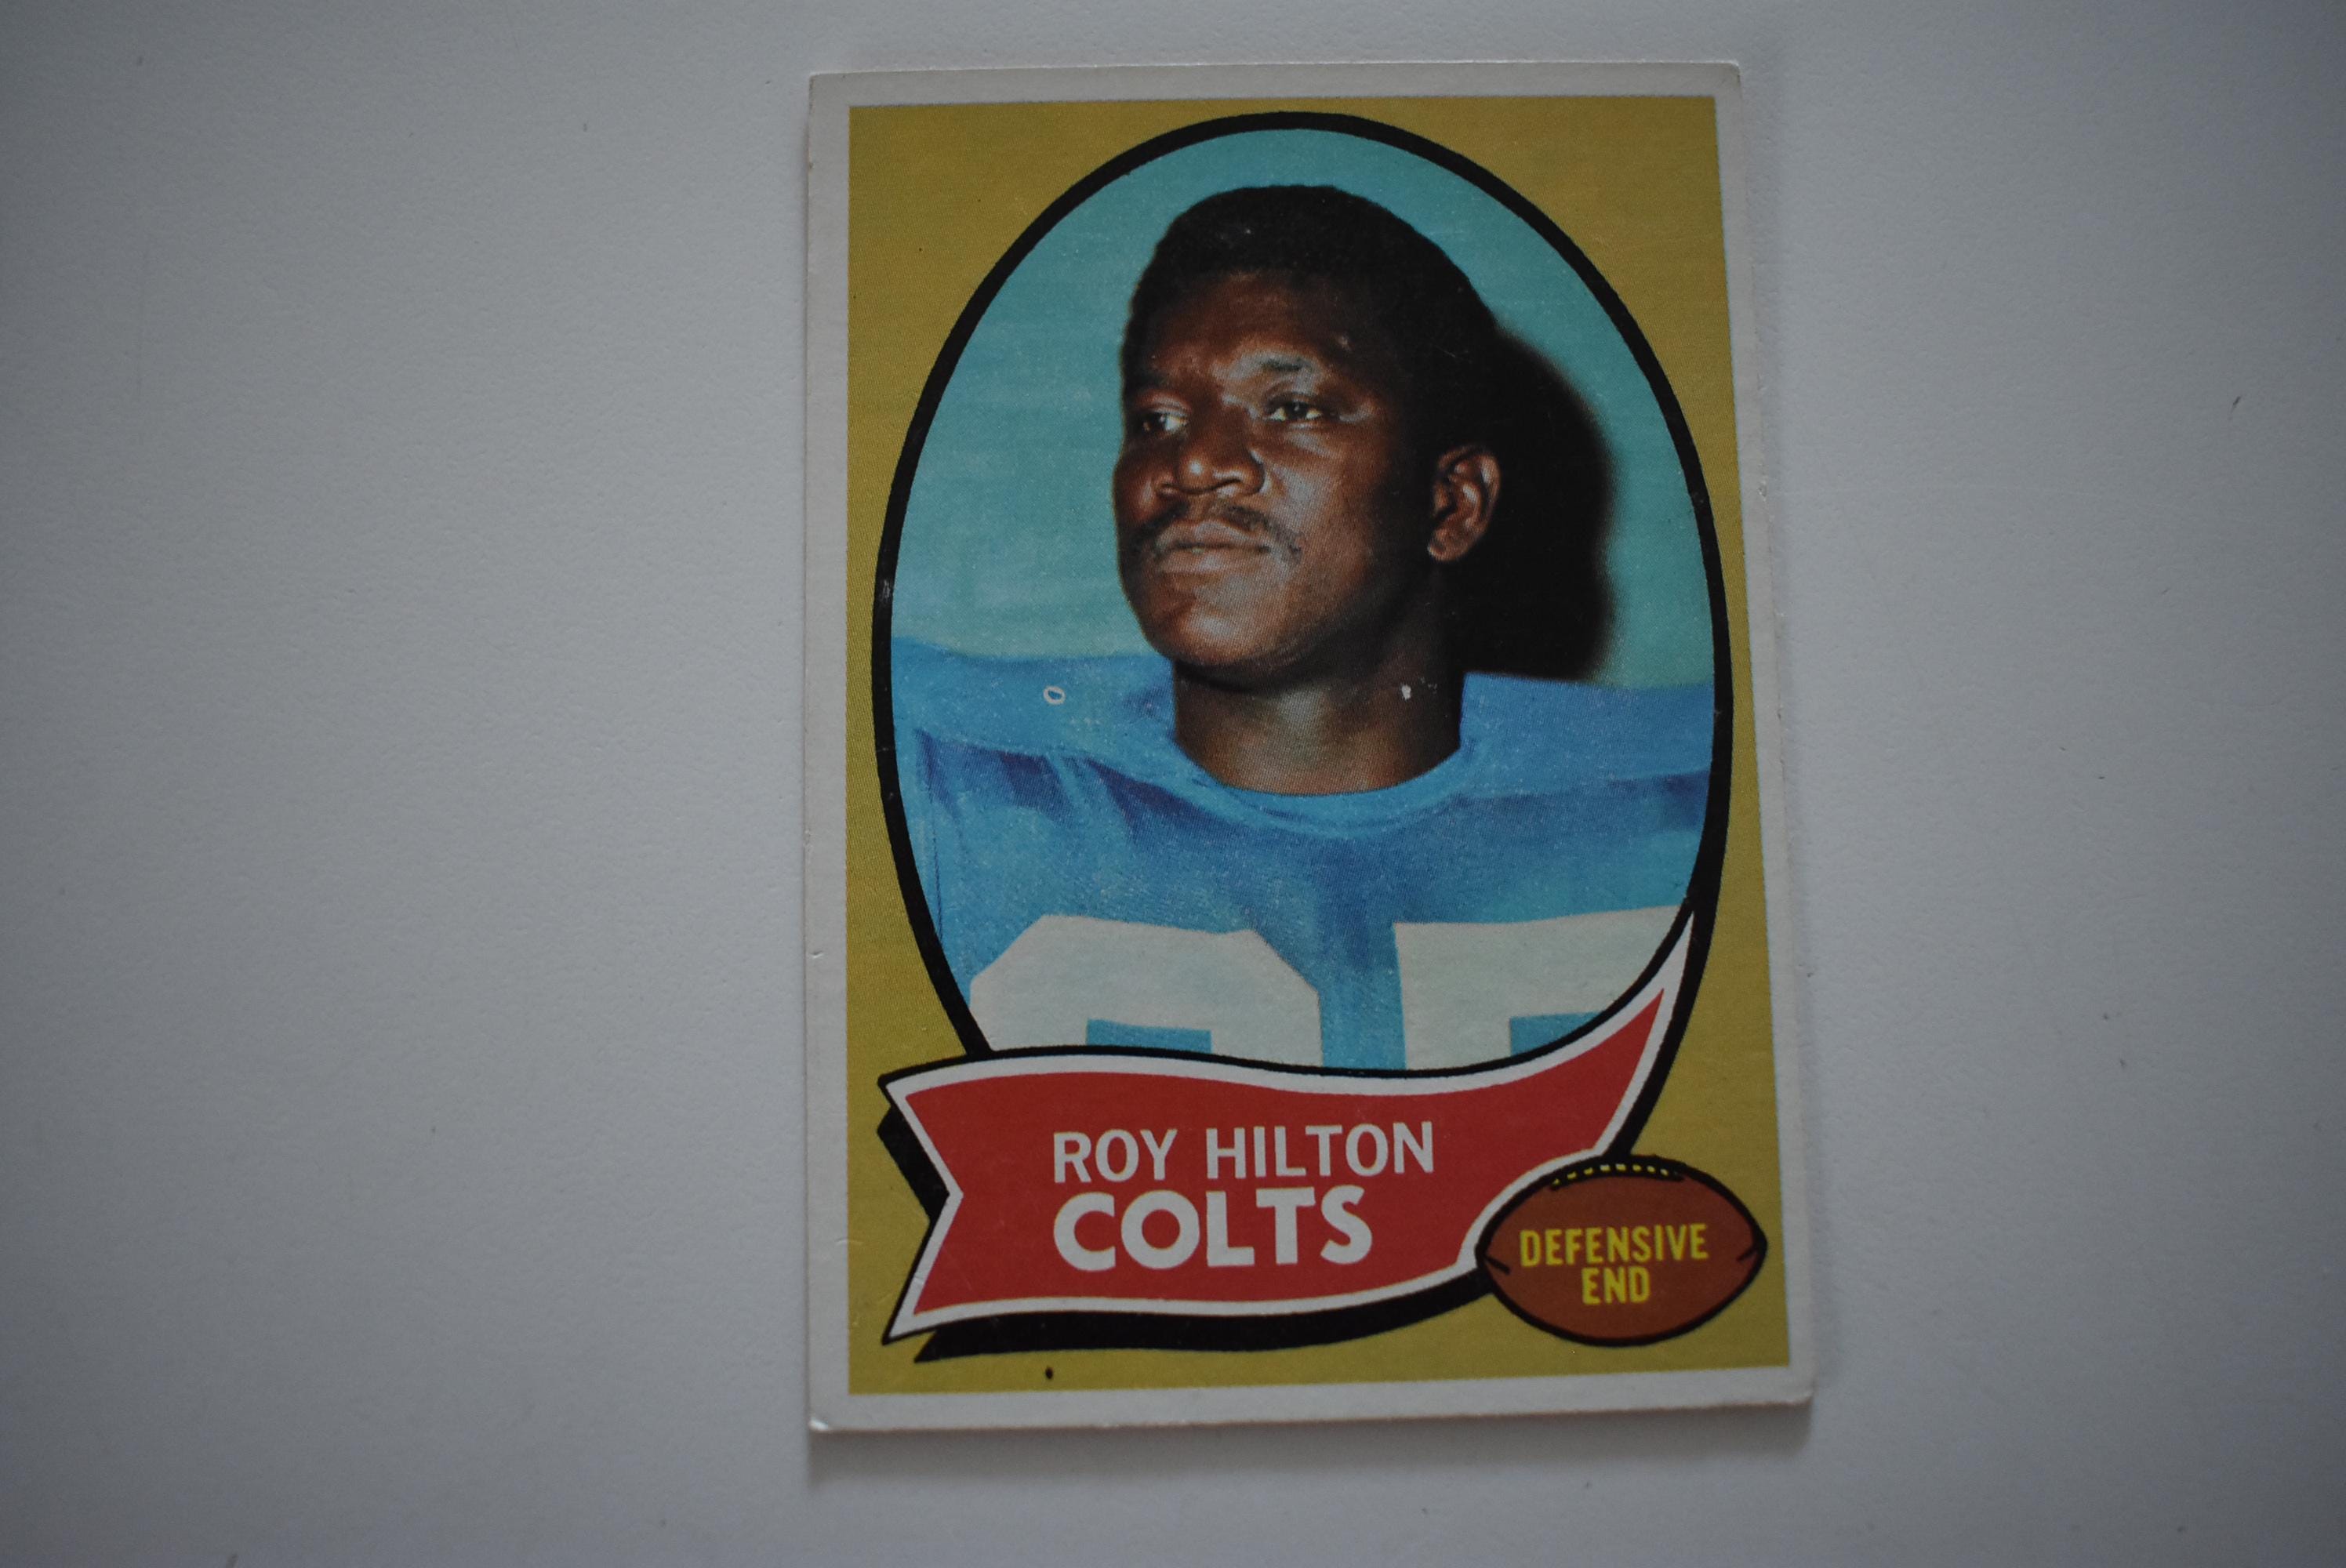 ROY HILTON
COLTS
DEFENSIVE
END